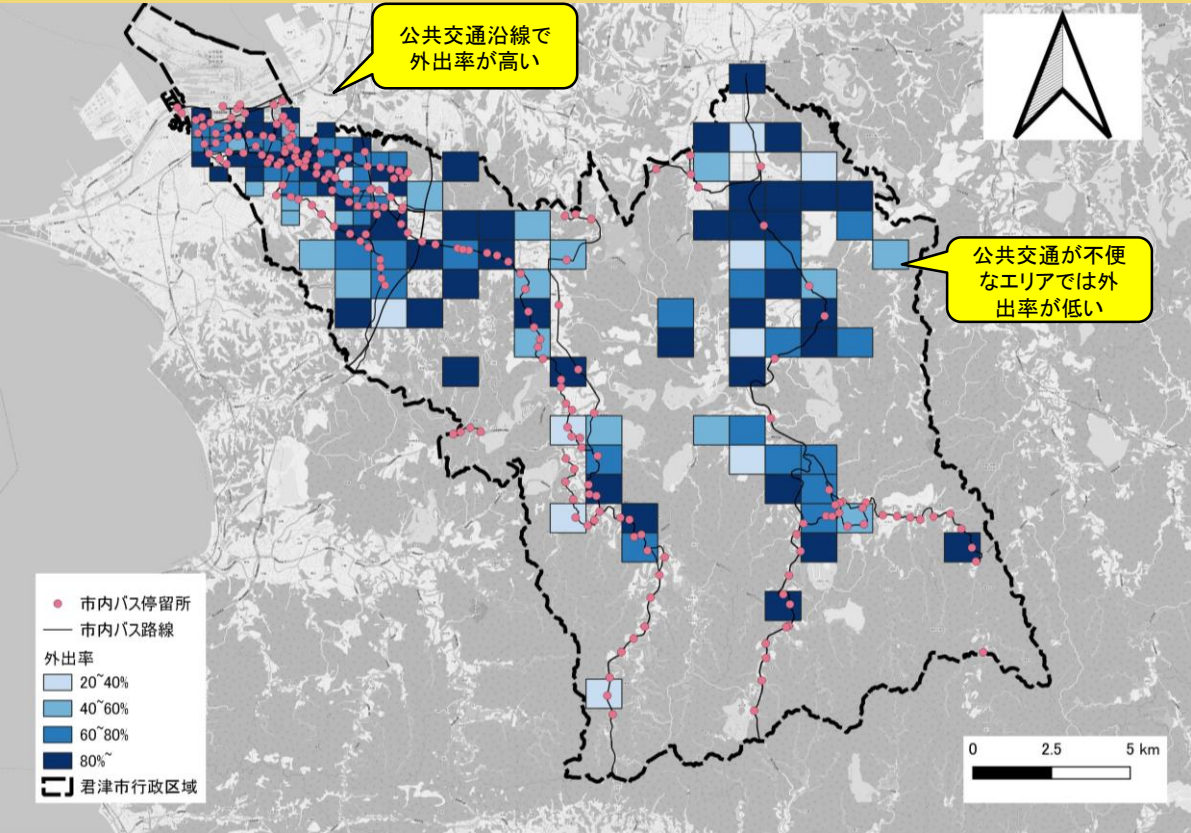 公共交通沿線で
外出率が高い
公共交通が不便
なエリアでは外
出率が低い
市内バス停留所
市内バス路線
外出率
20~40%
40~60%
60~80%
80%~
君津市行政区域
0 2.5 5 km